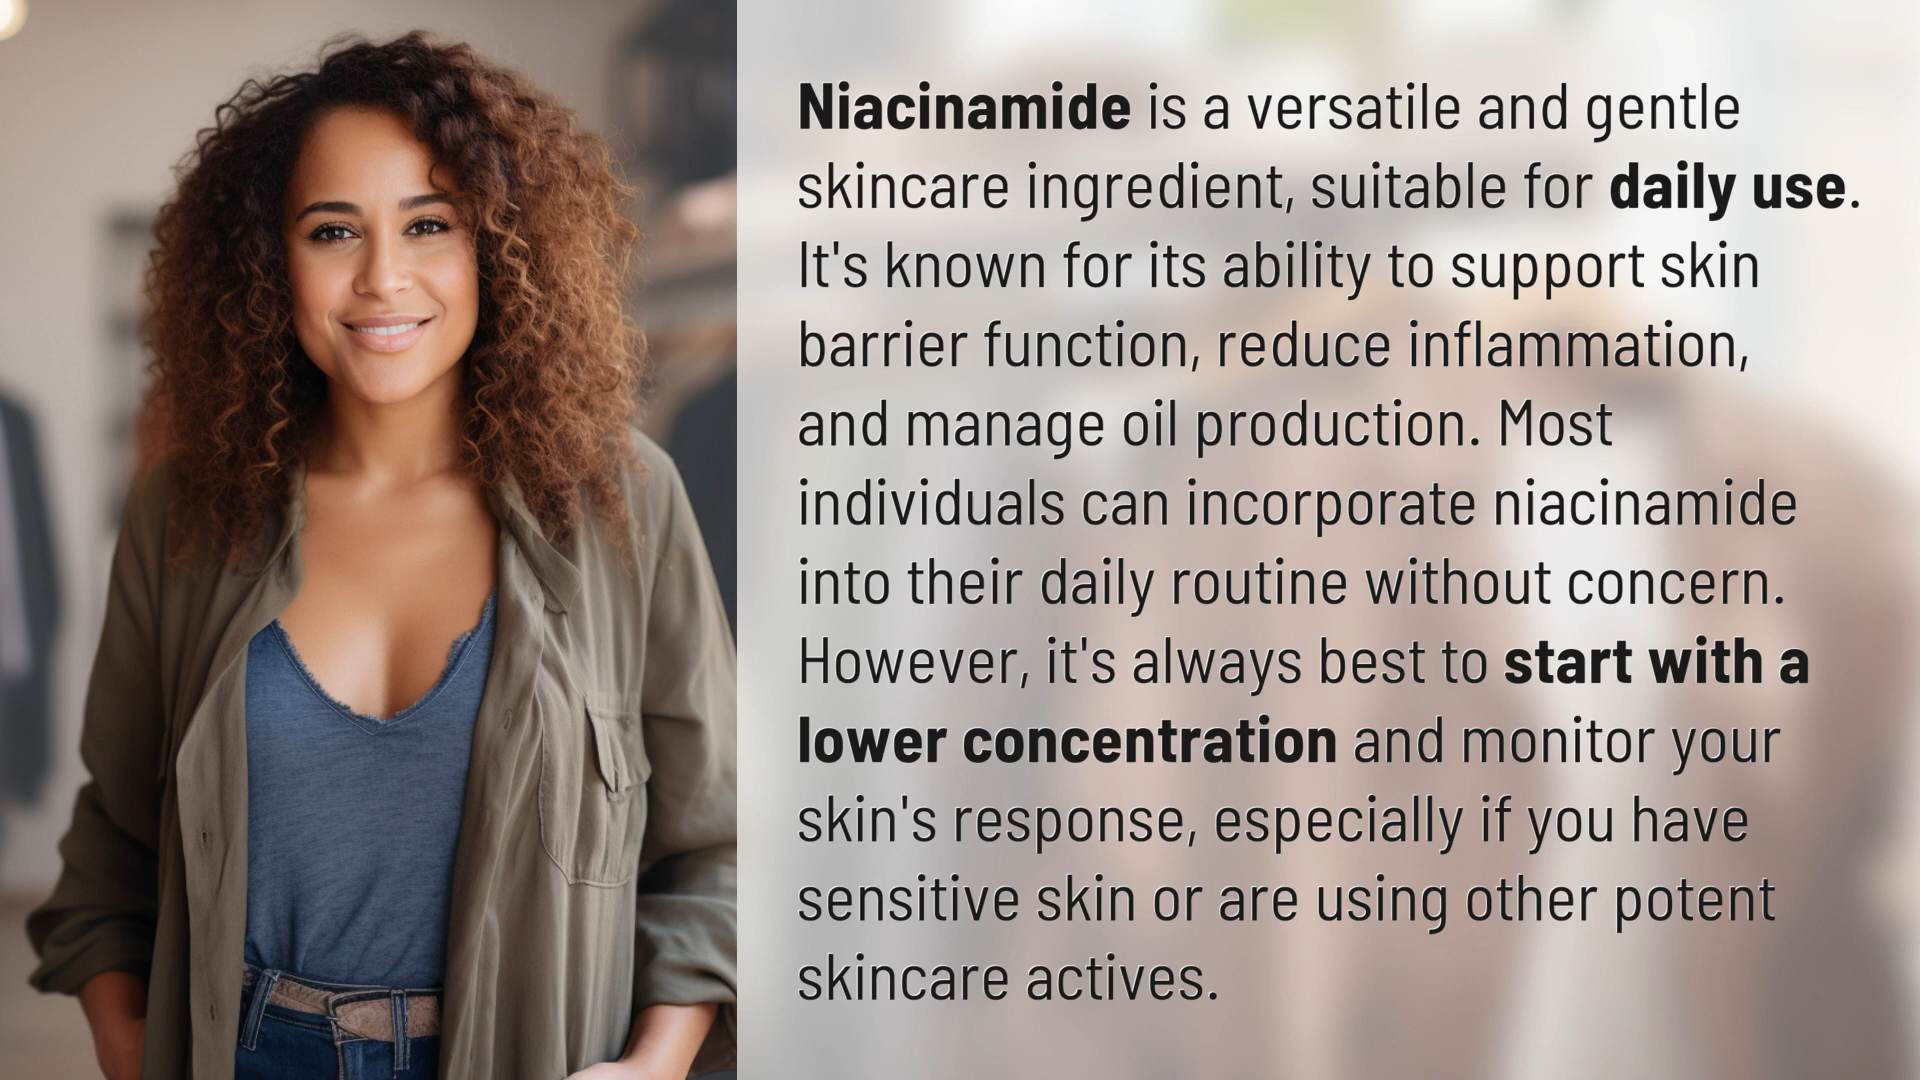 Niacinamide is a versatile and gentle
skincare ingredient, suitable for daily use.
It's known for its ability to support skin
barrier function, reduce inflammation,
and manage oil production. Most
individuals can incorporate niacinamide
into their daily routine without concern.
However, it's always best to start with a
lower concentration and monitor your
skin's response, especially if you have
sensitive skin or are using other potent
skincare actives.